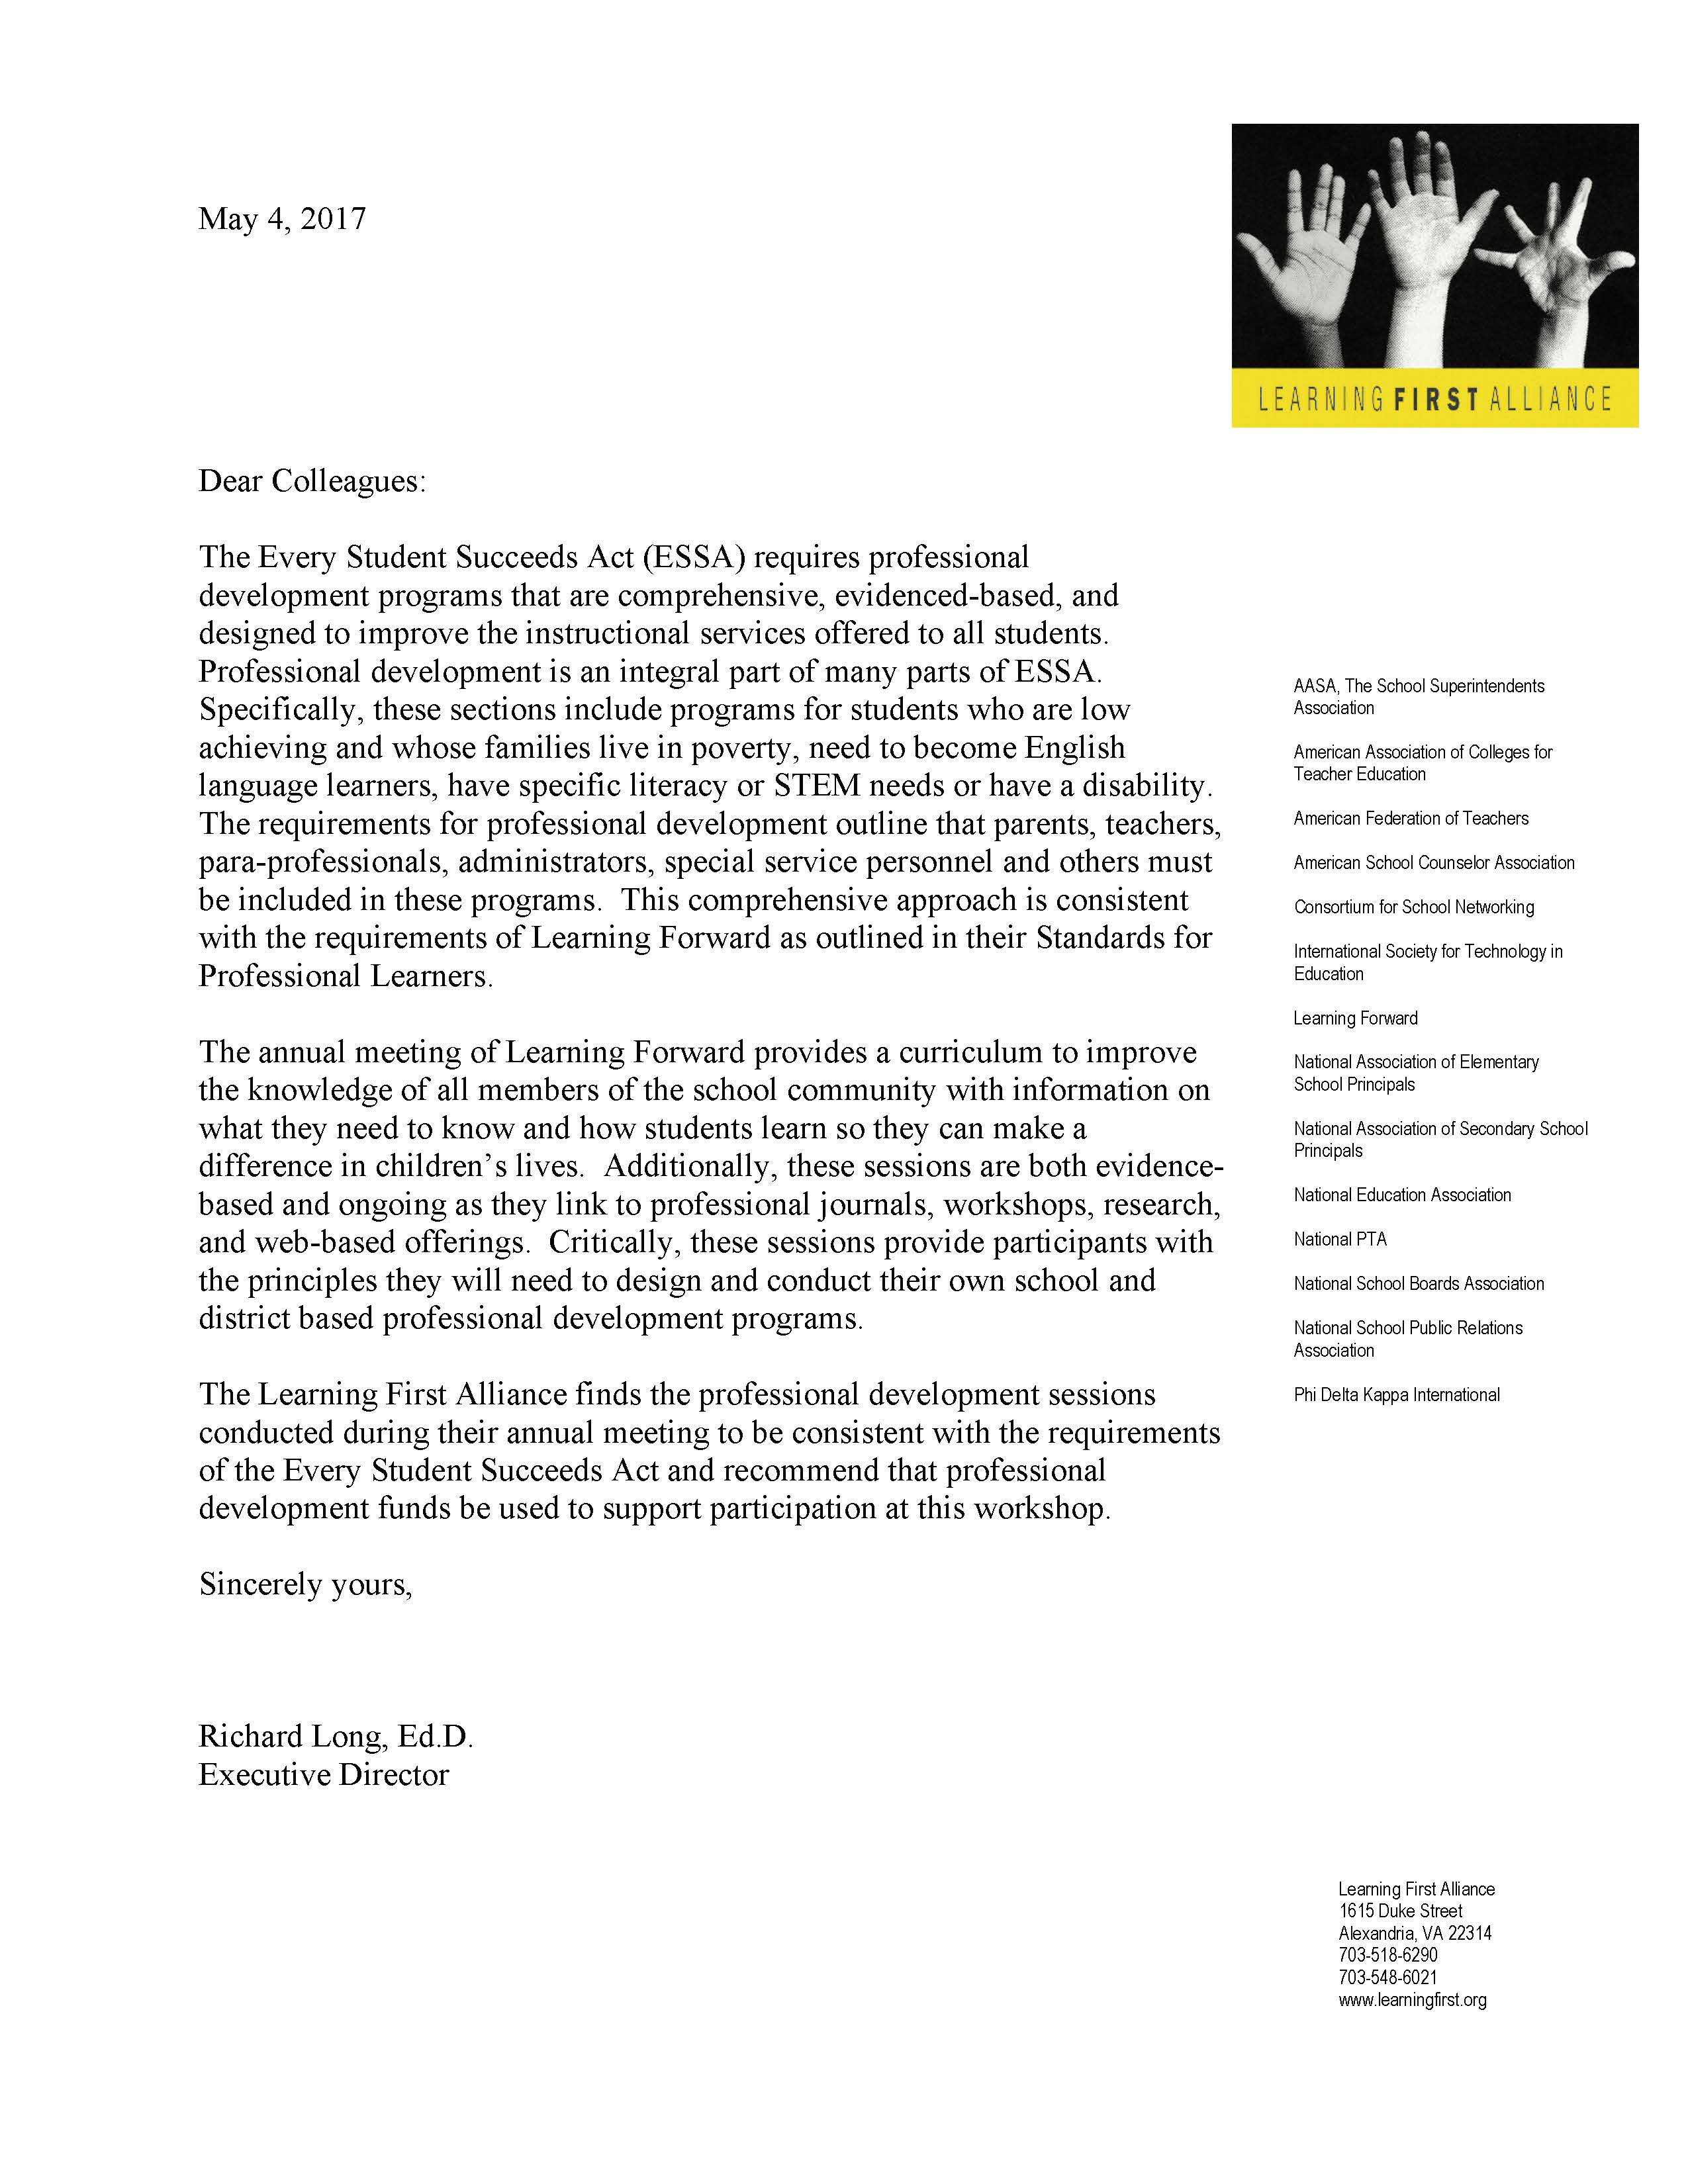 May 4, 2017
LEARNING FIRST ALLIANCE
Dear Colleagues:
The Every Student Succeeds Act (ESSA) requires professional
development programs that are comprehensive, evidenced-based, and
designed to improve the instructional services offered to all students.
Professional development is an integral part of many parts of ESSA.
Specifically, these sections include programs for students who are low
achieving and whose families live in poverty, need to become English
language learners, have specific literacy or STEM needs or have a disability.
The requirements for professional development outline that parents, teachers,
para-professionals, administrators, special service personnel and others must
be included in these programs.  This comprehensive approach is consistent
with the requirements of Learning Forward as outlined in their Standards for
Professional Learners.
The annual meeting of Learning Forward provides a curriculum to improve
the knowledge of all members of the school community with information on
what they need to know and how students learn so they can make a
difference in children’s lives.  Additionally, these sessions are both evidence-
based and ongoing as they link to professional journals, workshops, research,
and web-based offerings.  Critically, these sessions provide participants with
the principles they will need to design and conduct their own school and
district based professional development programs.
The Learning First Alliance finds the professional development sessions
conducted during their annual meeting to be consistent with the requirements
of the Every Student Succeeds Act and recommend that professional
development funds be used to support participation at this workshop.
Sincerely yours,
Richard Long, Ed.D.
Executive Director
AASA, The School Superintendents
Association
American Association of Colleges for
Teacher Education
American Federation of Teachers
American School Counselor Association
Consortium for School Networking
International Society for Technology in
Education
Learning Forward
National Association of Elementary
School Principals
National Association of Secondary School
Principals
National Education Association
National PTA
National School Boards Association
National School Public Relations
Association
Phi Delta Kappa International
Learning First Alliance
1615 Duke Street
Alexandria, VA 22314
703-518-6290
703-548-6021
www.learningfirst.org